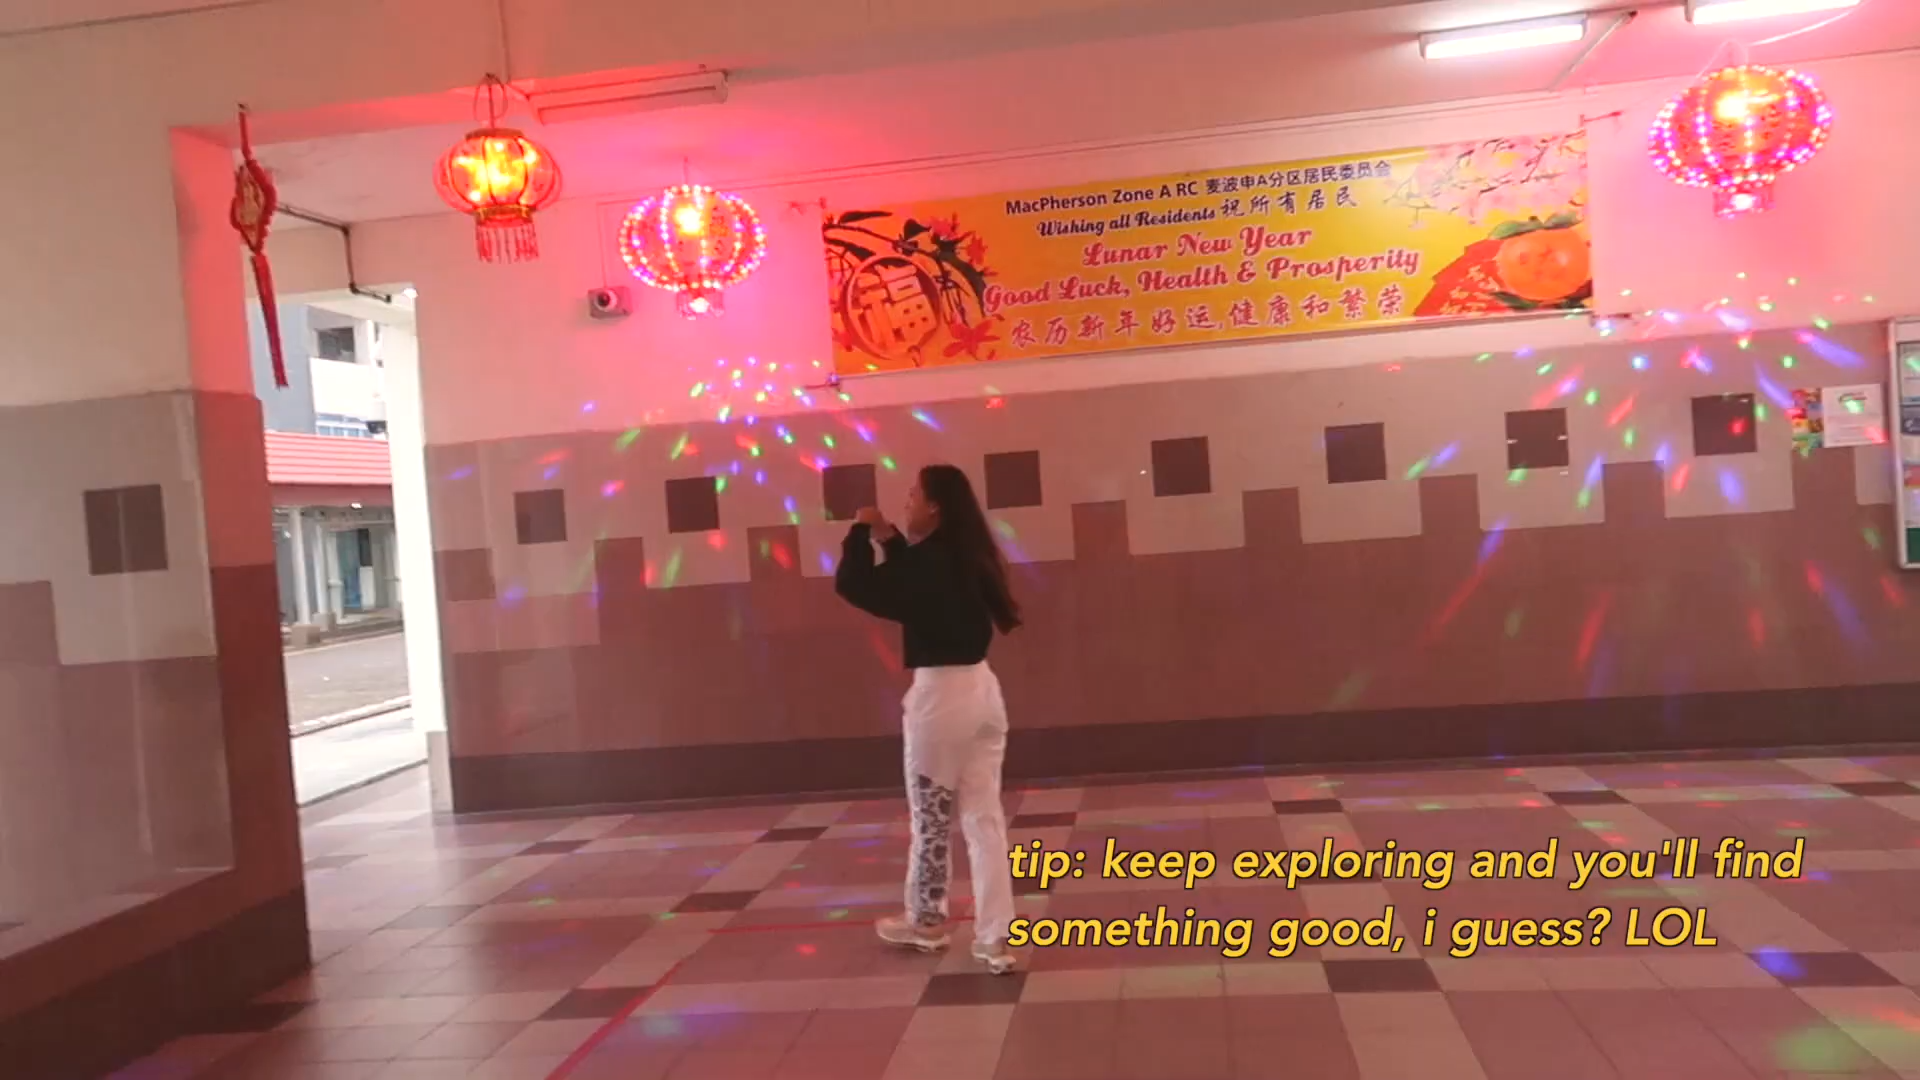 MacPherson Zone A RC 麦波申A分区居民委员会
Wishing all Residents 祝所有居民
Lunar New Year
Good Luck, Health & Prosperity
农历新年好运,健康和繁荣
福
tip: keep exploring and you'll find
something good, i guess? LOL